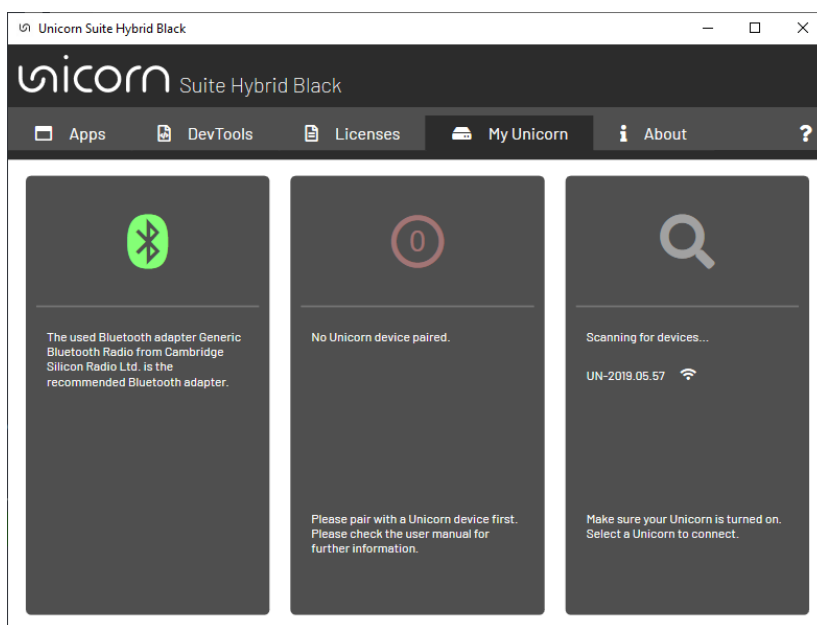 Unicorn Suite Hybrid Black
unicorn Suite Hybrid Black
Apps DevTools Licenses My Unicorn About ?
The used Bluetooth adapter Generic
Bluetooth Radio from Cambridge
Silicon Radio Ltd. is the
recommended Bluetooth adapter.
0
No Unicorn device paired.
Please pair with a Unicorn device first.
Please check the user manual for
further information.
Scanning for devices...
UN-2019.05.57
Make sure your Unicorn is turned on.
Select a Unicorn to connect.